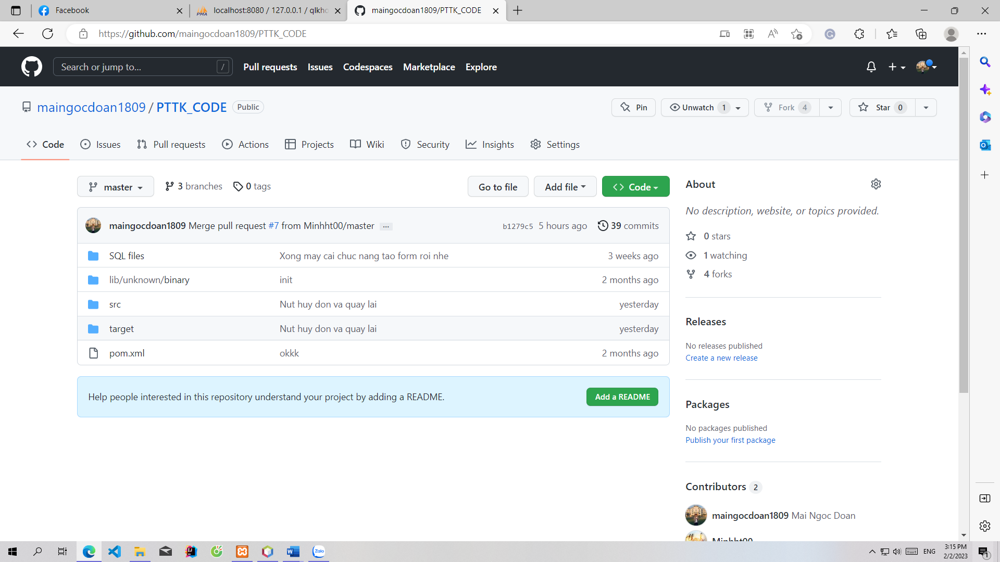 Facebook
localhost:8080 / 127.0.0.1 / qlkho
maingocdoan1809/PTTK_CODE
https://github.com/maingocdoan1809/PTTK_CODE
Search or jump to... /
Pull requests Issues Codespaces Marketplace Explore
maingocdoan1809 / PTTK_CODE Public
Pin Unwatch 1 Fork 4 Star 0
Code Issues Pull requests Actions Projects Wiki Security Insights Settings
master 3 branches 0 tags Go to file Add file Code
maingocdoan1809 Merge pull request #7 from Minhht00/master ... b1279c5 5 hours ago 39 commits
SQL files Xong may cai chuc nang tao form roi nhe 3 weeks ago
lib/unknown/binary init 2 months ago
src Nut huy don va quay lai yesterday
target Nut huy don va quay lai yesterday
pom.xml okkk 2 months ago
Help people interested in this repository understand your project by adding a README. Add a README
About
No description, website, or topics provided.
0 stars
1 watching
4 forks
Releases
No releases published
Create a new release
Packages
No packages published
Publish your first package
Contributors 2
maingocdoan1809 Mai Ngoc Doan
Minhht00
Zalo
ENG
3:15 PM
2/2/2023
1